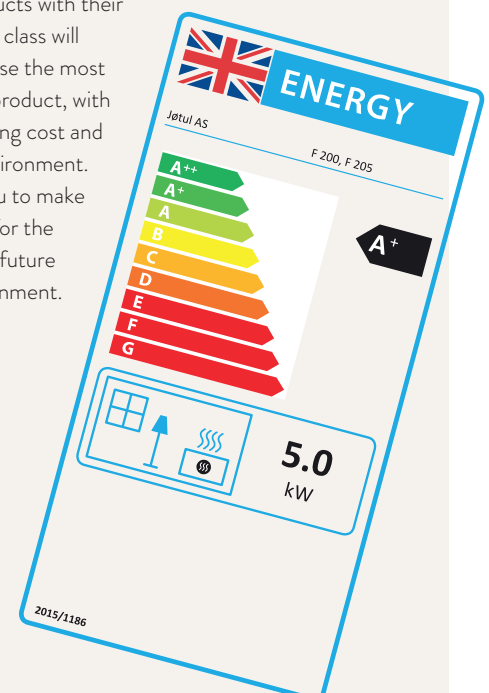 ucts with their
class will
se the most
product, with
ng cost and
ironment.
u to make
or the
future
nment.
ENERGY
Jøtul AS
F 200, F 205
A++
A+
A
B
C
D
E
F
G
A+
5.0
kW
2015/1186